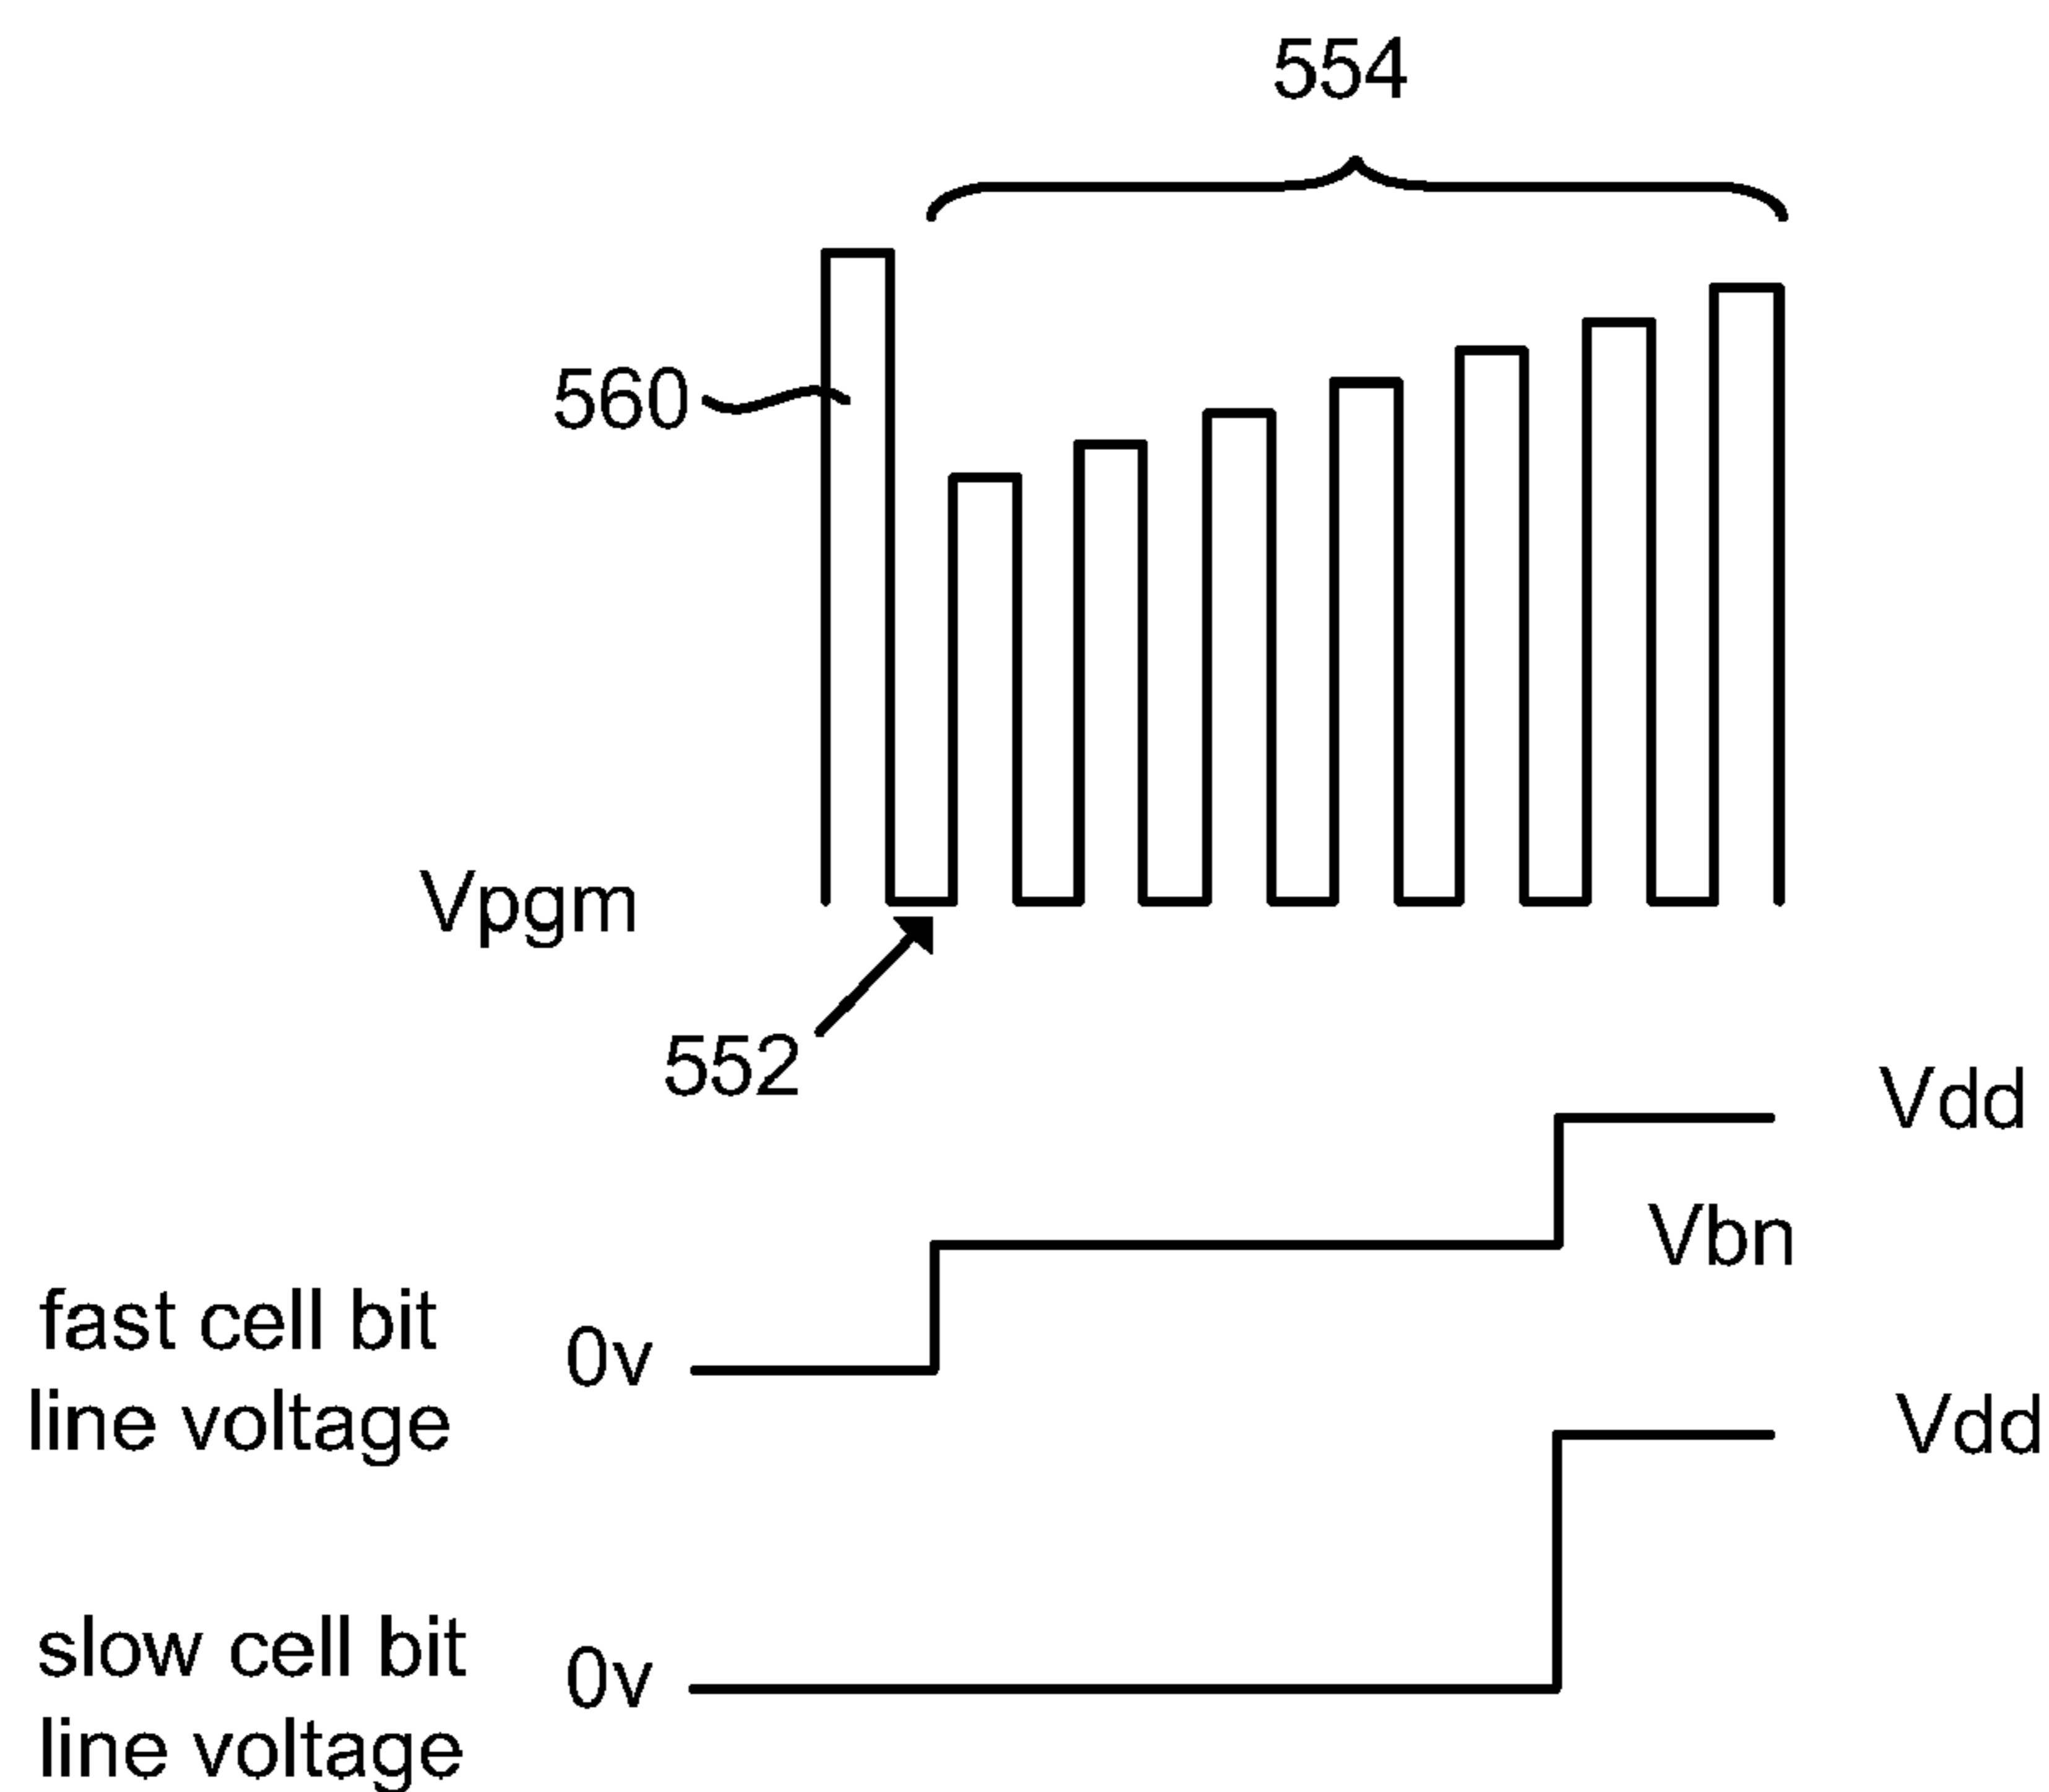 554
560
Vpgm
552
Vdd
Vbn
fast cell bit
line voltage
0v
Vdd
slow cell bit
line voltage
0v